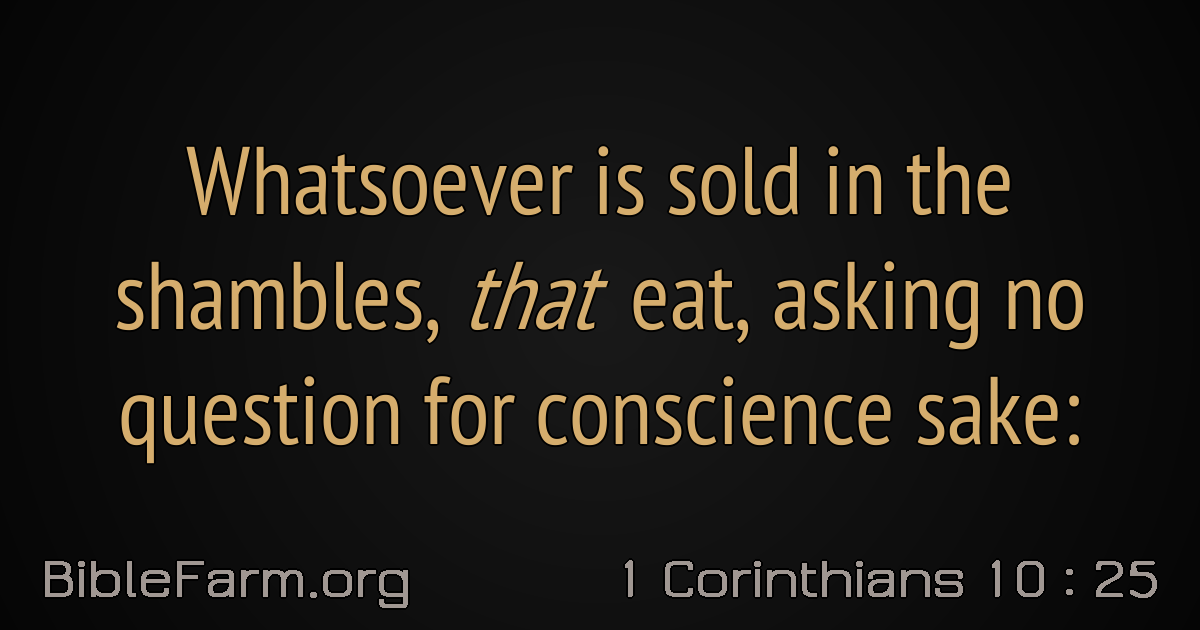 Whatsoever is sold in the
shambles, that eat, asking no
question for conscience sake:
BibleFarm.org 1 Corinthians 10 : 25